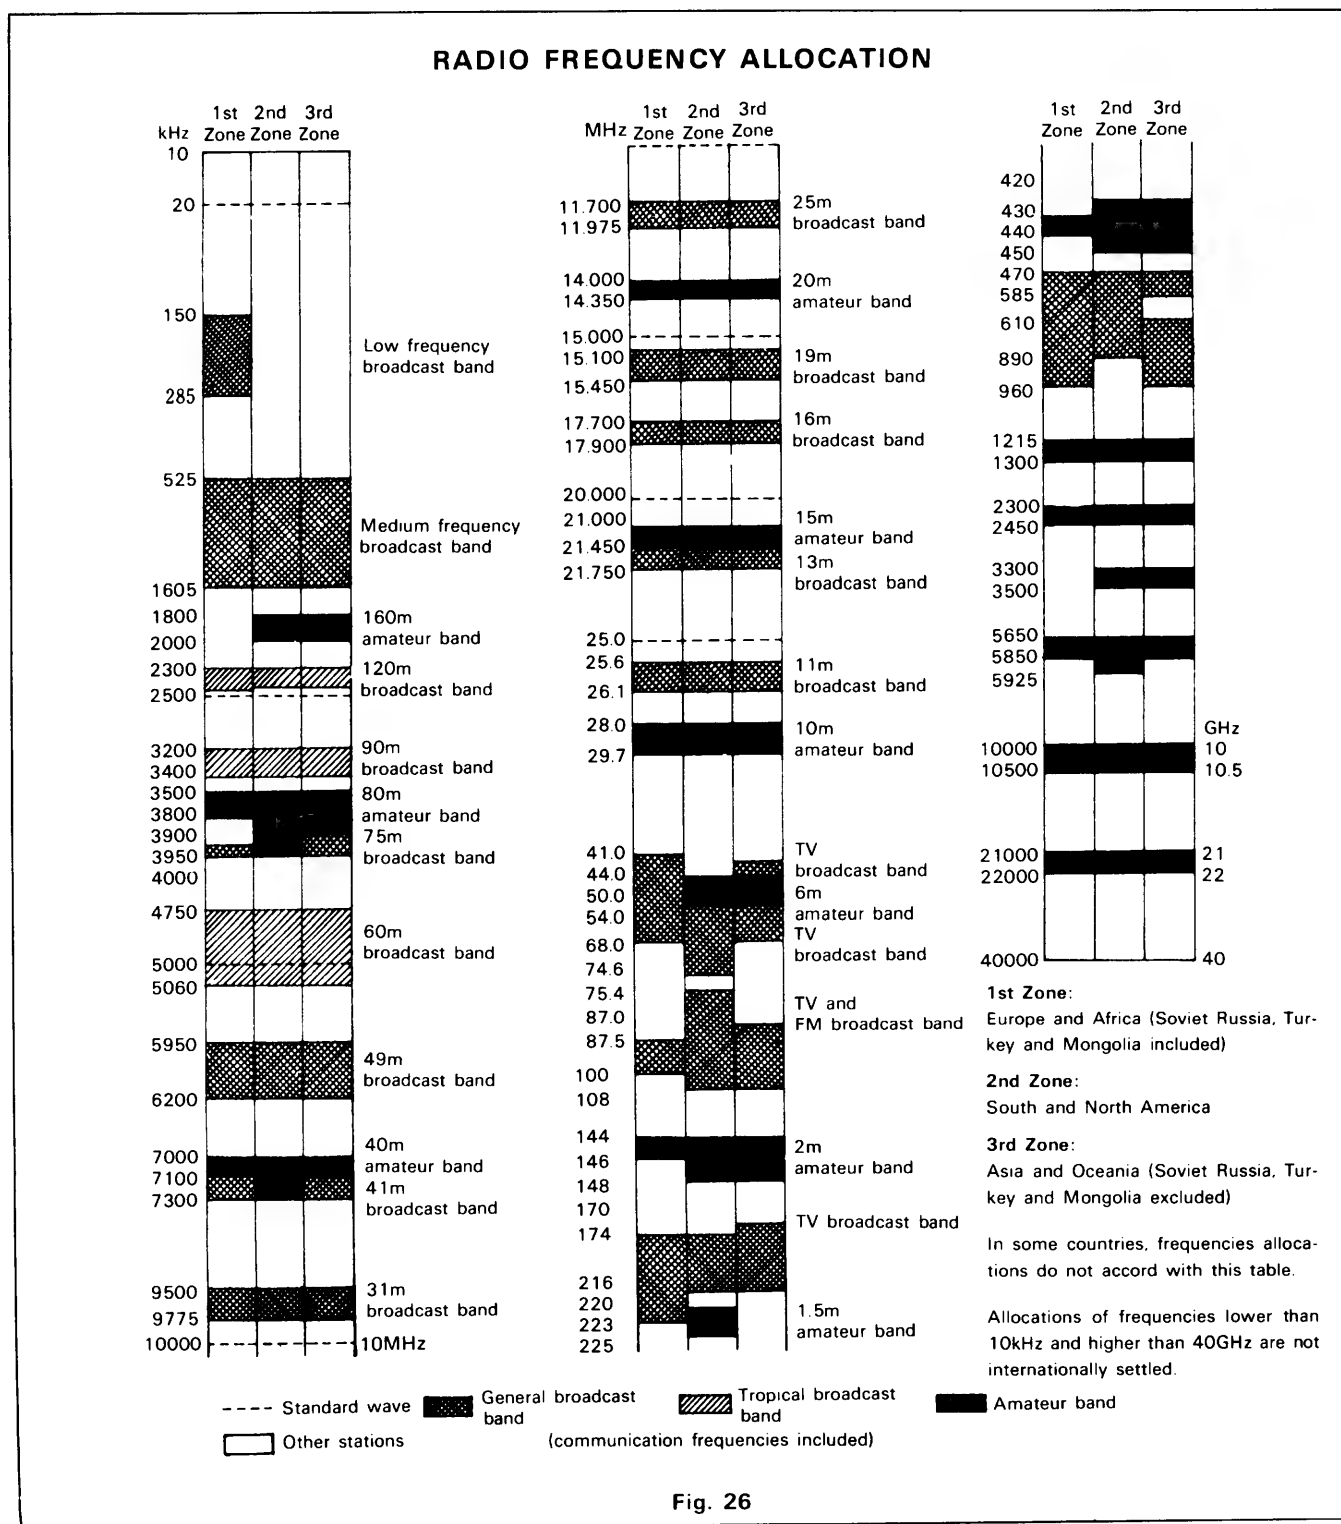 RADIO FREQUENCY ALLOCATION
kHz
1st Zone
2nd Zone
3rd Zone
10
20
150
285
Low frequency
broadcast band
525
Medium frequency
broadcast band
1605
1800
2000
160m
amateur band
2300
2500
120m
broadcast band
3200
3400
90m
broadcast band
3500
3800
80m
amateur band
3900
3950
75m
broadcast band
4000
4750
60m
broadcast band
5000
5060
5950
49m
broadcast band
6200
7000
40m
amateur band
7100
7300
41m
broadcast band
9500
9775
31m
broadcast band
10000
10MHz
MHz
1st Zone
2nd Zone
3rd Zone
11.700
11.975
25m
broadcast band
14.000
14.350
20m
amateur band
15.000
15.100
15.450
19m
broadcast band
17.700
17.900
16m
broadcast band
20.000
21.000
15m
amateur band
21.450
21.750
13m
broadcast band
25.0
25.6
26.1
11m
broadcast band
28.0
29.7
10m
amateur band
41.0
44.0
TV
broadcast band
50.0
54.0
6m
amateur band
TV
broadcast band
68.0
74.6
75.4
87.0
TV and
FM broadcast band
87.5
100
108
144
146
148
2m
amateur band
170
174
TV broadcast band
216
220
223
225
1.5m
amateur band
1st Zone
2nd Zone
3rd Zone
420
430
440
450
470
585
610
890
960
1215
1300
2300
2450
3300
3500
5650
5850
5925
GHz
10000 10
10500 10.5
21000 21
22000 22
40000 40
1st Zone:
Europe and Africa (Soviet Russia, Tur-
key and Mongolia included)
2nd Zone:
South and North America
3rd Zone:
Asia and Oceania (Soviet Russia, Tur-
key and Mongolia excluded)
In some countries, frequencies alloca-
tions do not accord with this table.
Allocations of frequencies lower than
10kHz and higher than 40GHz are not
internationally settled.
Standard wave
General broadcast
band
Tropical broadcast
band
Amateur band
Other stations (communication frequencies included)
Fig. 26